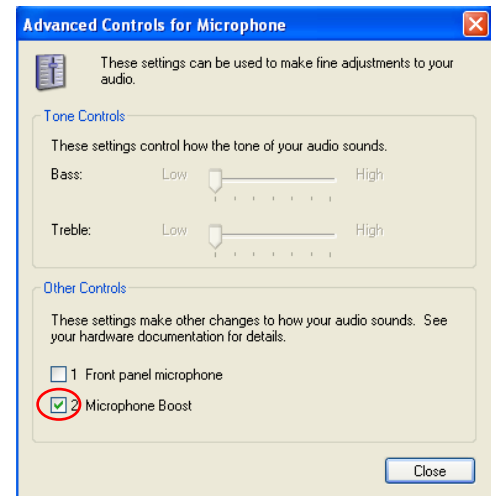 Advanced Controls for Microphone
These settings can be used to make fine adjustments to your
audio.
Tone Controls
These settings control how the tone of your audio sounds.
Bass: Low High
Treble: Low High
Other Controls
These settings make other changes to how your audio sounds. See
your hardware documentation for details.
1 Front panel microphone
2 Microphone Boost
Close